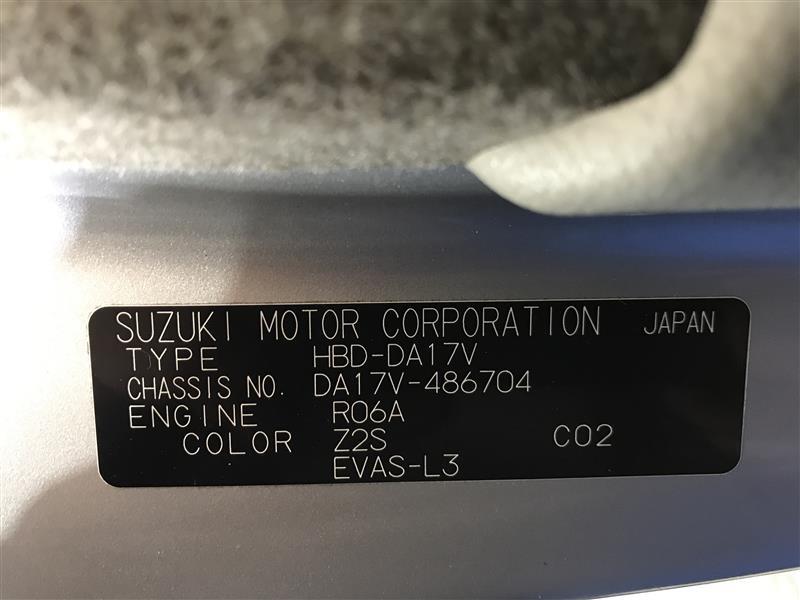 SUZUKI MOTOR CORPORATION JAPAN
TYPE HBD-DA17V
CHASSIS NO. DA17V-486704
ENGINE R06A
COLOR Z2S C02
EVAS-L3